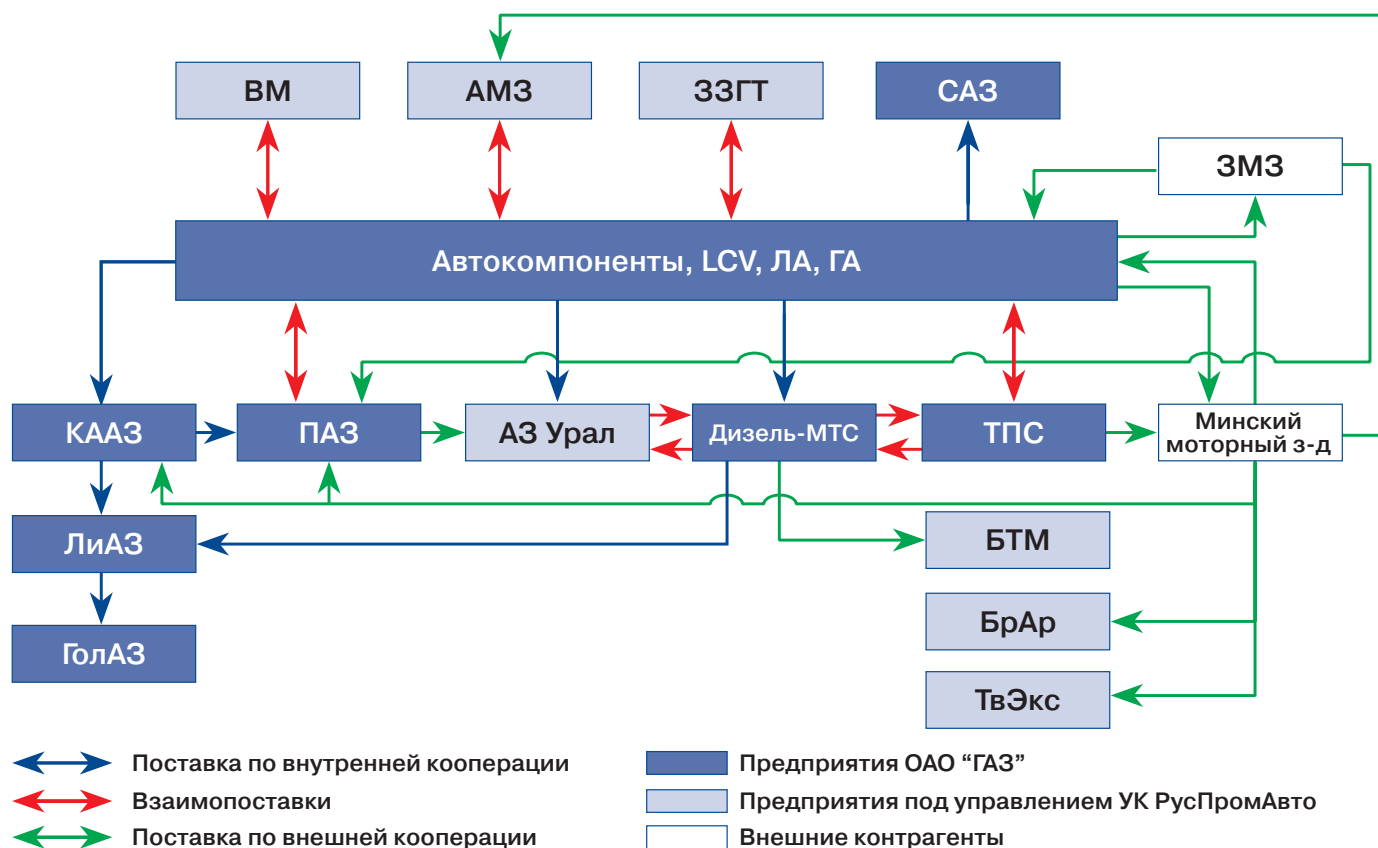 ВМ
АМЗ
ЗЗГТ
САЗ
ЗМЗ
Автокомпоненты, LCV, ЛА, ГА
КААЗ
ПАЗ
АЗ Урал
Дизель-МТС
ТПС
Минский
моторный з-д
ЛиАЗ
БТМ
БрАр
ГолАЗ
ТвЭкс
Поставка по внутренней кооперации
Предприятия ОАО “ГАЗ”
Взаимопоставки
Предприятия под управлением УК РусПромАвто
Поставка по внешней кооперации
Внешние контрагенты